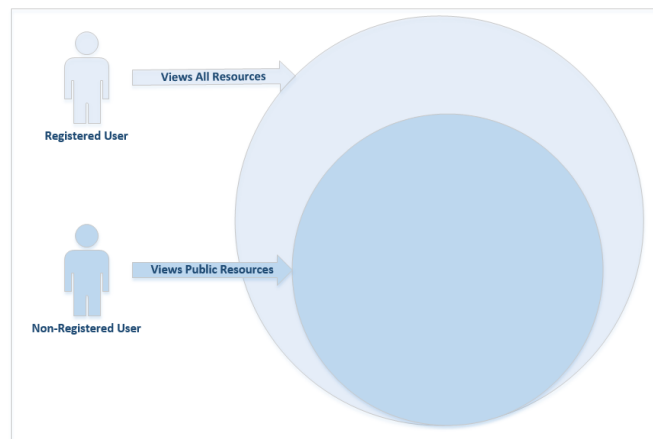 Views All Resources
Registered User
Views Public Resources
Non-Registered User